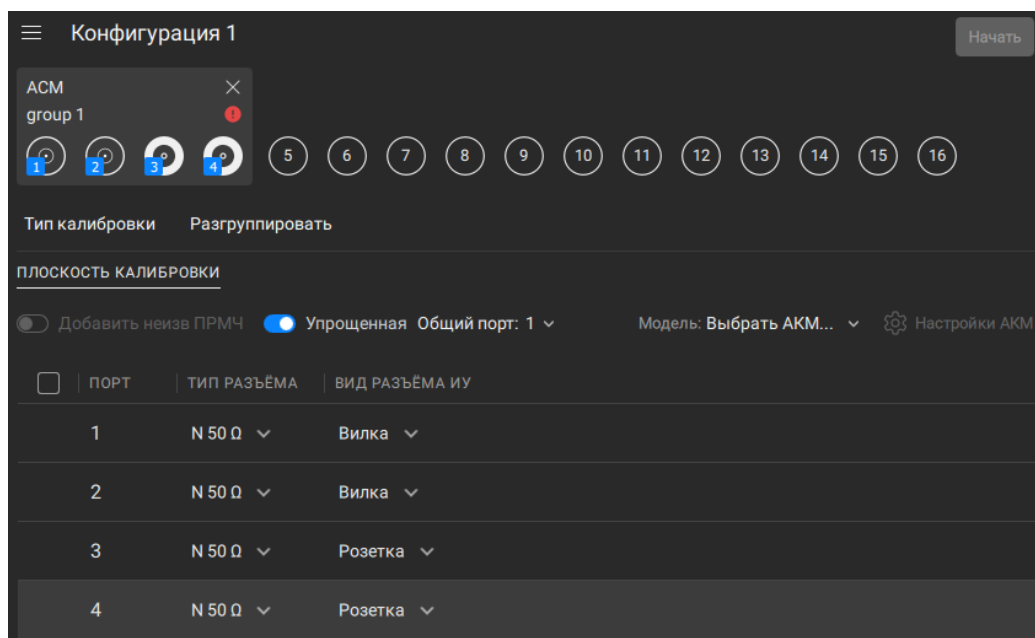 Конфигурация 1
Начать
ACM
group 1
1 2 3 4 5 6 7 8 9 10 11 12 13 14 15 16
Тип калибровки Разгруппировать
ПЛОСКОСТЬ КАЛИБРОВКИ
Добавить неизв ПРМЧ Упрощенная Общий порт: 1 Модель: Выбрать АКМ... Настройки АКМ
ПОРТ ТИП РАЗЪЁМА ВИД РАЗЪЁМА ИУ
1 N 50 Ω Вилка
2 N 50 Ω Вилка
3 N 50 Ω Розетка
4 N 50 Ω Розетка